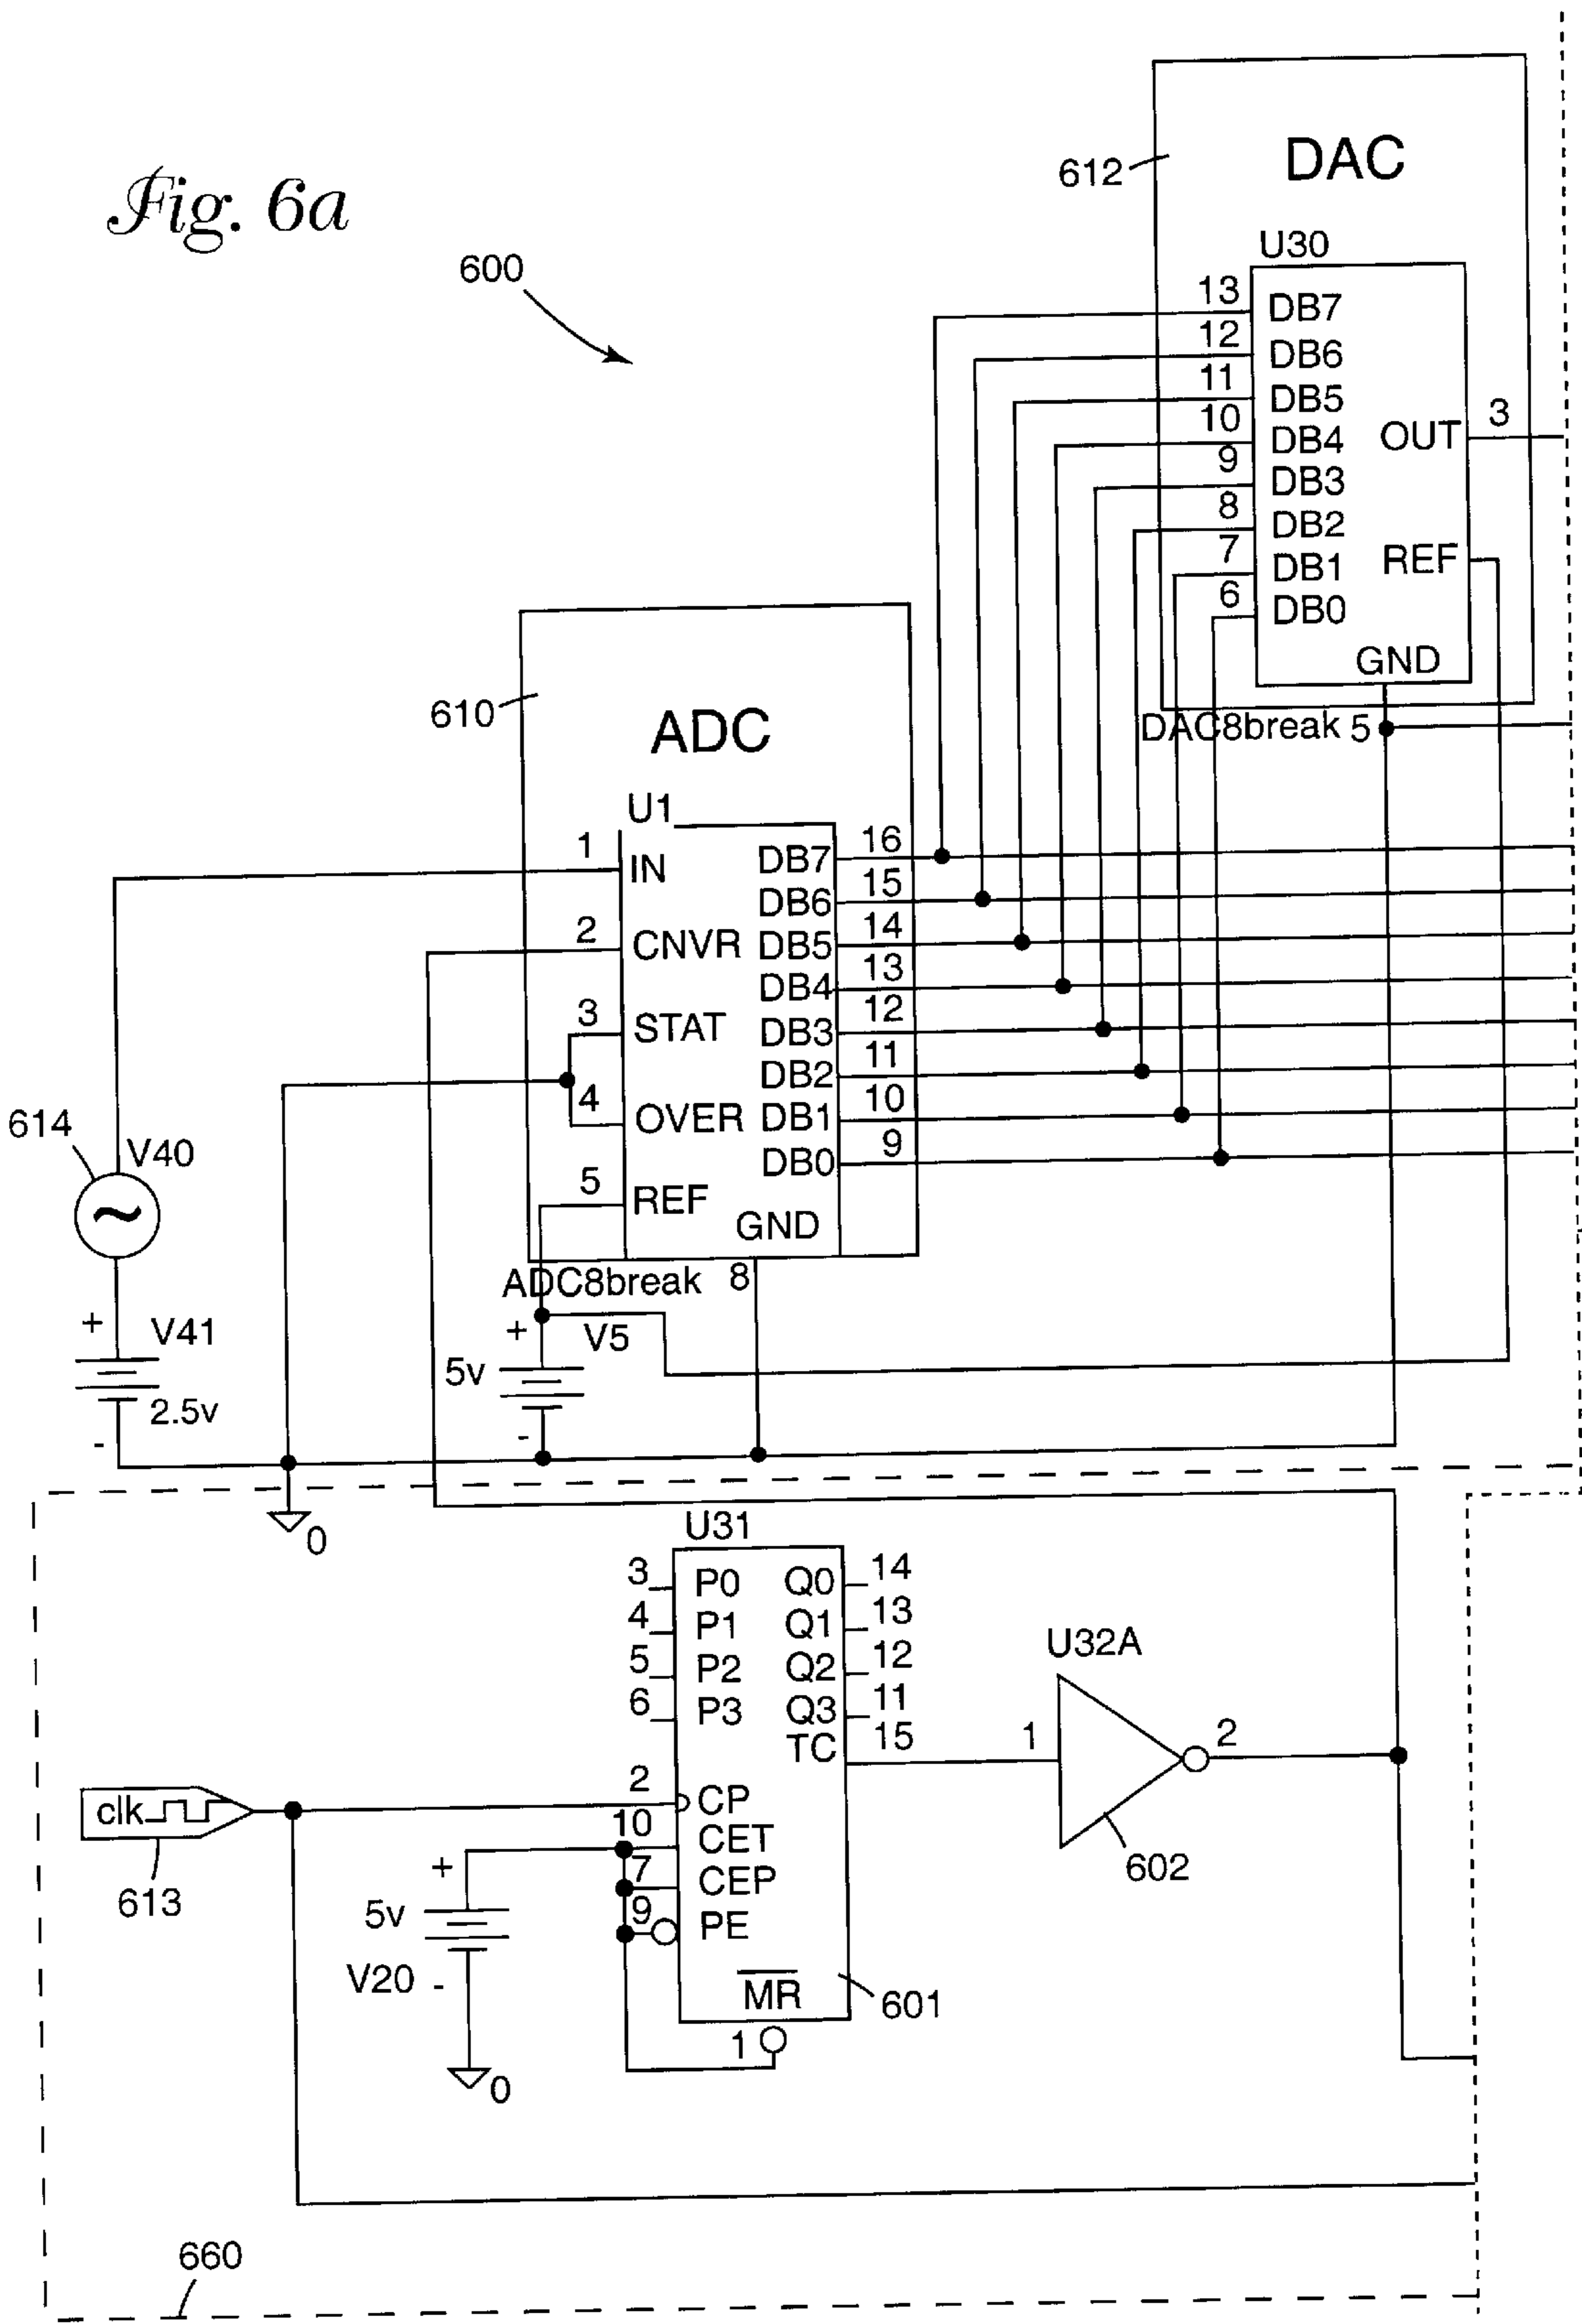 Fig. 6a
600
612
DAC
U30
13 DB7
12 DB6
11 DB5
10 DB4
9 DB3
8 DB2
7 DB1
6 DB0
OUT 3
REF
GND
DAC8break 5
610
ADC
U1
1 IN
2 CNVR
3 STAT
4 OVER
5 REF
DB7 16
DB6 15
DB5 14
DB4 13
DB3 12
DB2 11
DB1 10
DB0 9
GND
ADC8break 8
614
V40
~
+ V41
2.5v
-
+ V5
5v
-
0
U31
3 P0
4 P1
5 P2
6 P3
Q0 14
Q1 13
Q2 12
Q3 11
TC 15
2 CP
10 CET
7 CEP
9 PE
M̅R̅
1
601
U32A
1
2
602
clk
613
+
5v
V20 -
0
660